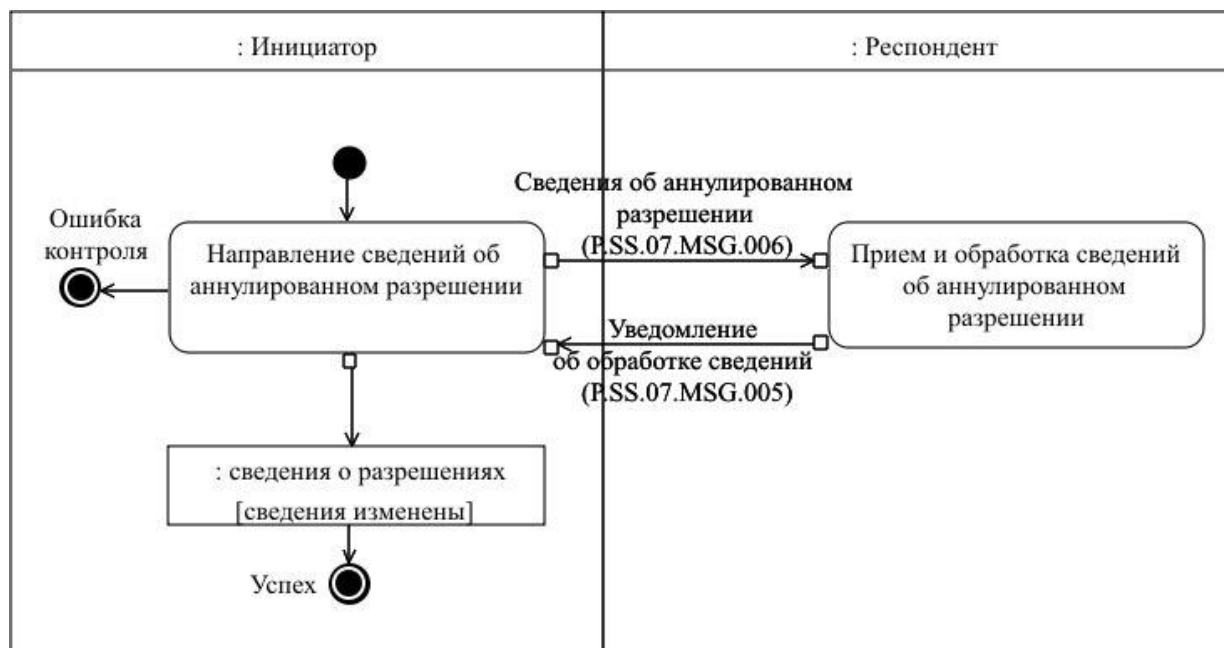 : Инициатор
: Респондент
Ошибка
контроля
Направление сведений об
аннулированном разрешении
Сведения об аннулированном
разрешении
(P.SS.07.MSG.006)
Прием и обработка сведений
об аннулированном
разрешении
Уведомление
об обработке сведений
(P.SS.07.MSG.005)
: сведения о разрешениях
[сведения изменены]
Успех